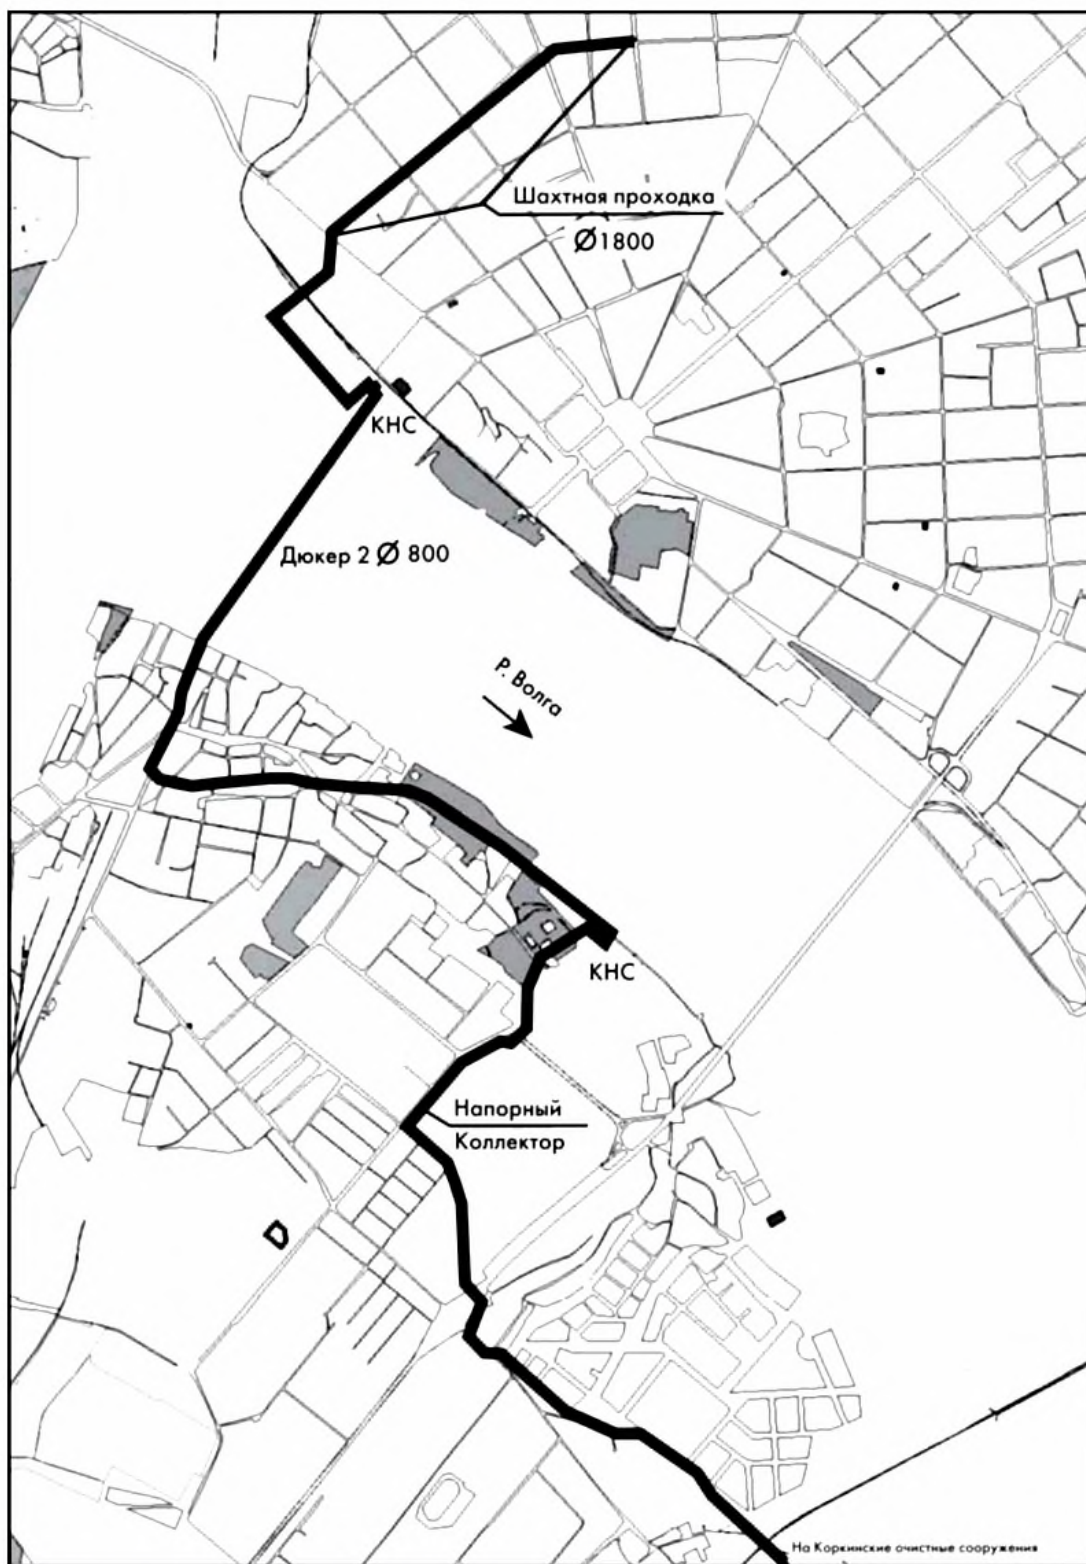 Шахтная проходка
Ø1800
КНС
Дюкер 2 Ø 800
Р. Волга
КНС
Напорный
Коллектор
На Коркинские очистные сооружения